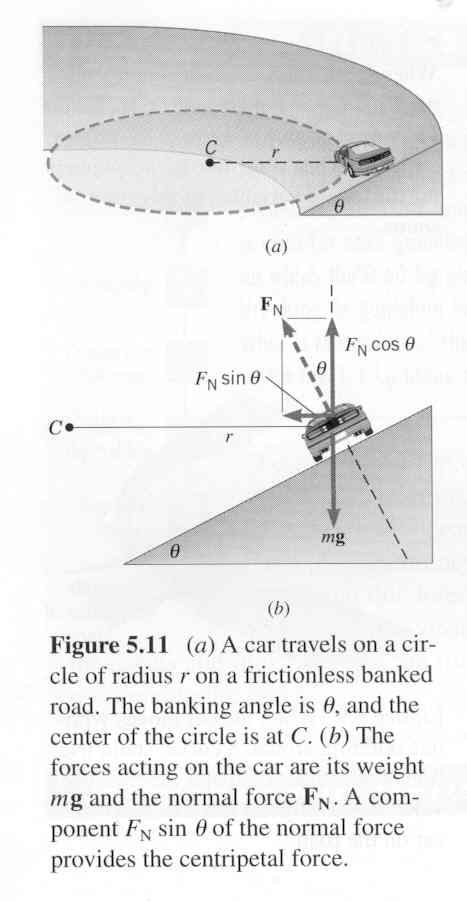 C
r
θ
(a)
F_N
F_N cos θ
θ
F_N sin θ
C
r
θ
mg
(b)
Figure 5.11 (a) A car travels on a cir-
cle of radius r on a frictionless banked
road. The banking angle is θ, and the
center of the circle is at C. (b) The
forces acting on the car are its weight
mg and the normal force F_N. A com-
ponent F_N sin θ of the normal force
provides the centripetal force.